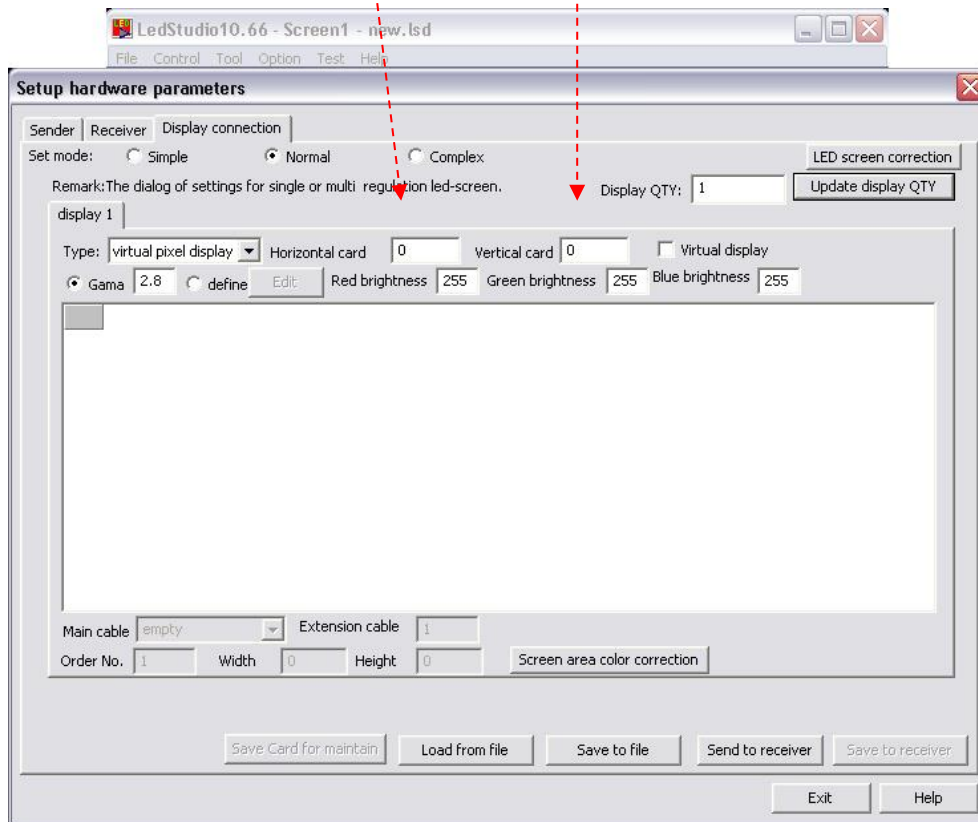 LedStudio10.66 - Screen1 - new.lsd
File Control Tool Option Test Help
Setup hardware parameters
Sender Receiver Display connection
Set mode: Simple Normal Complex LED screen correction
Remark:The dialog of settings for single or multi regulation led-screen. Display QTY: 1 Update display QTY
display 1
Type: virtual pixel display Horizontal card 0 Vertical card 0 Virtual display
Gama 2.8 define Edit Red brightness 255 Green brightness 255 Blue brightness 255
Main cable empty Extension cable 1
Order No. 1 Width 0 Height 0 Screen area color correction
Save Card for maintain Load from file Save to file Send to receiver Save to receiver
Exit Help